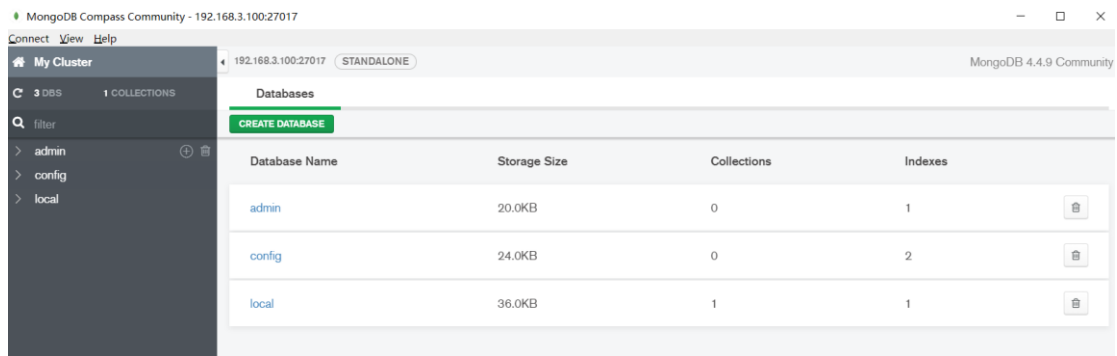 MongoDB Compass Community - 192.168.3.100:27017
Connect View Help
My Cluster
192.168.3.100:27017 STANDALONE
MongoDB 4.4.9 Community
3 DBS 1 COLLECTIONS
Databases
filter
CREATE DATABASE
admin
config
local
Database Name Storage Size Collections Indexes
admin 20.0KB 0 1
config 24.0KB 0 2
local 36.0KB 1 1